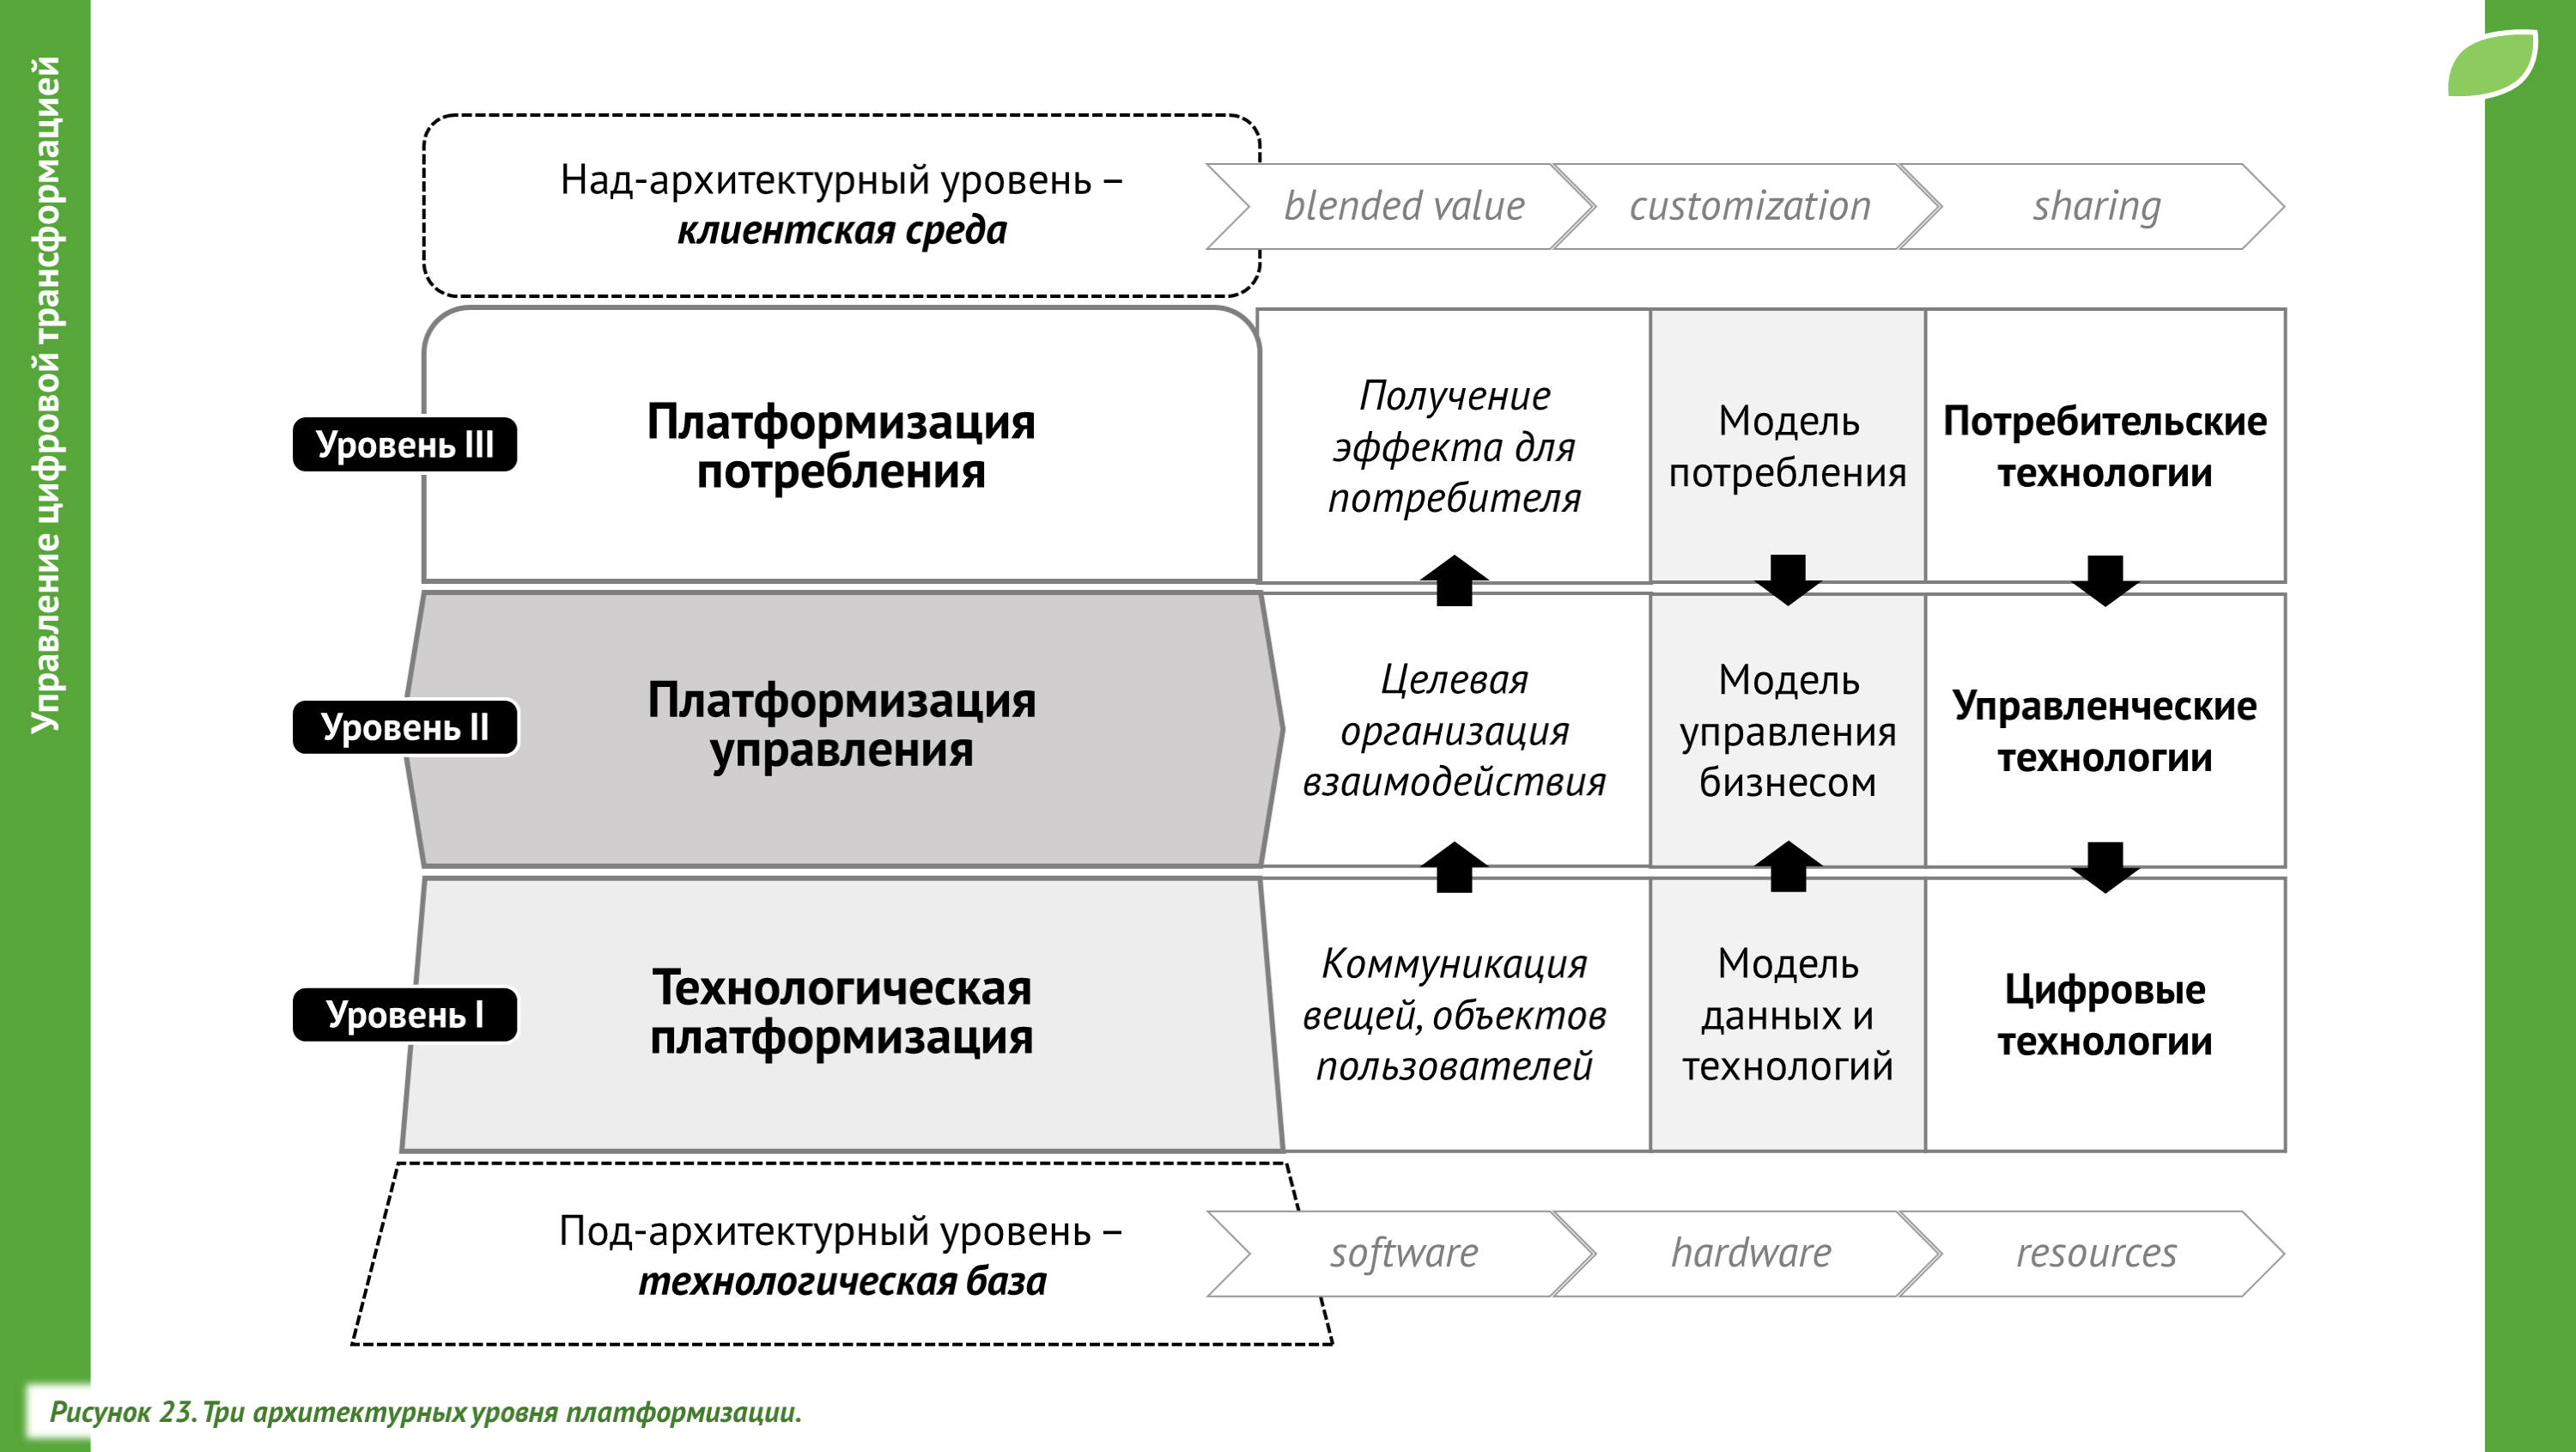 Управление цифровой трансформацией
Над-архитектурный уровень –
клиентская среда
blended value
customization
sharing
Уровень III
Платформизация
потребления
Получение
эффекта для
потребителя
Модель
потребления
Потребительские
технологии
Уровень II
Платформизация
управления
Целевая
организация
взаимодействия
Модель
управления
бизнесом
Управленческие
технологии
Уровень I
Технологическая
платформизация
Коммуникация
вещей, объектов
пользователей
Модель
данных и
технологий
Цифровые
технологии
Под-архитектурный уровень –
технологическая база
software
hardware
resources
Рисунок 23. Три архитектурных уровня платформизации.